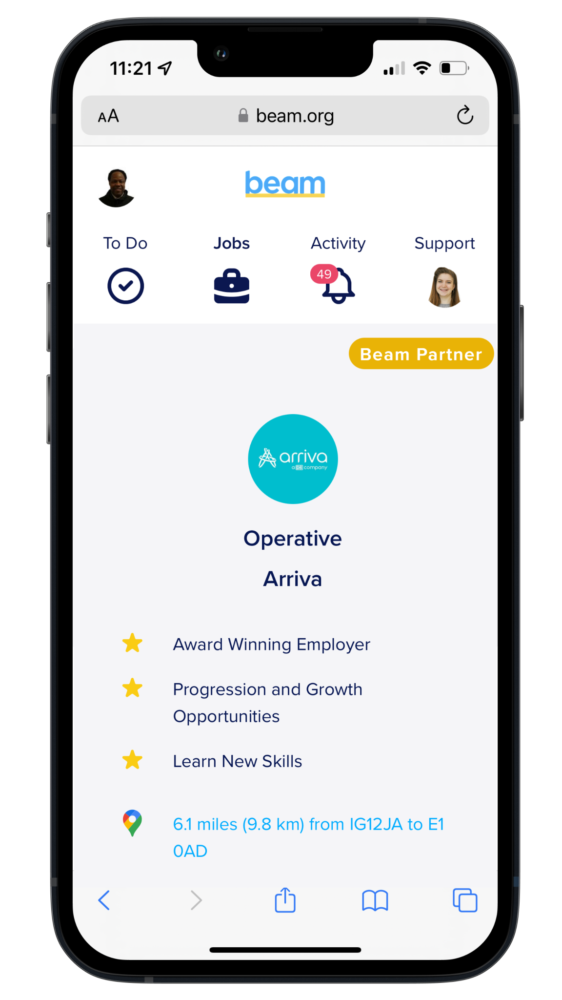 11:21
AA
beam.org
beam
To Do
Jobs
Activity
Support
49
Beam Partner
arriva
a DB company
Operative
Arriva
Award Winning Employer
Progression and Growth
Opportunities
Learn New Skills
6.1 miles (9.8 km) from IG12JA to E1
0AD